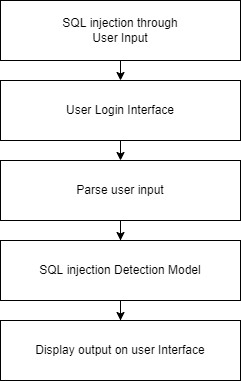 SQL injection through
User Input
User Login Interface
Parse user input
SQL injection Detection Model
Display output on user Interface